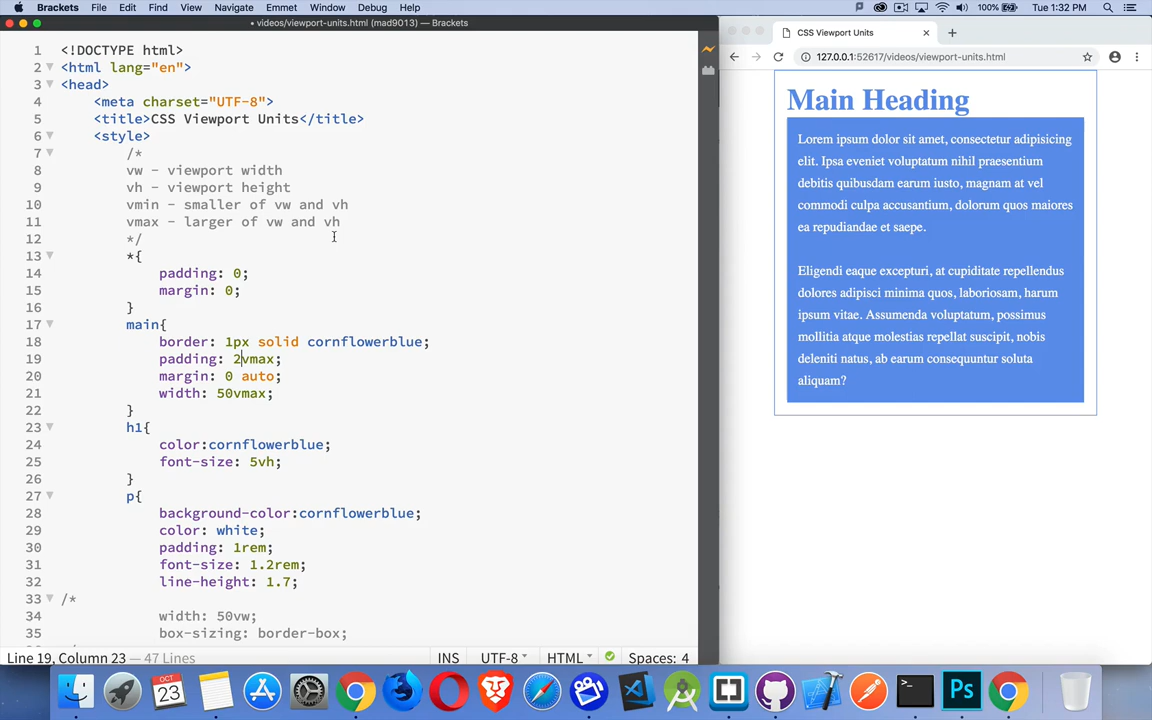 Brackets File Edit Find View Navigate Emmet Window Debug Help 100% Tue 1:32 PM
• videos/viewport-units.html (mad9013) — Brackets
1 <!DOCTYPE html>
2 <html lang="en">
3 <head>
4 <meta charset="UTF-8">
5 <title>CSS Viewport Units</title>
6 <style>
7 /*
8 vw - viewport width
9 vh - viewport height
10 vmin - smaller of vw and vh
11 vmax - larger of vw and vh
12 */
13 *{
14 padding: 0;
15 margin: 0;
16 }
17 main{
18 border: 1px solid cornflowerblue;
19 padding: 2vmax;
20 margin: 0 auto;
21 width: 50vmax;
22 }
23 h1{
24 color:cornflowerblue;
25 font-size: 5vh;
26 }
27 p{
28 background-color:cornflowerblue;
29 color: white;
30 padding: 1rem;
31 font-size: 1.2rem;
32 line-height: 1.7;
33 /*
34 width: 50vw;
35 box-sizing: border-box;
Line 19, Column 23 — 47 Lines
INS UTF-8 HTML Spaces: 4
CSS Viewport Units
127.0.0.1:52617/videos/viewport-units.html
Main Heading
Lorem ipsum dolor sit amet, consectetur adipisicing
elit. Ipsa eveniet voluptatum nihil praesentium
debitis quibusdam earum iusto, magnam at vel
commodi culpa accusantium, dolorum quos maiores
ea repudiandae et saepe.
Eligendi eaque excepturi, at cupiditate repellendus
dolores adipisci minima quos, laboriosam, harum
ipsum vitae. Assumenda voluptatum, possimus
mollitia atque molestias repellat suscipit, nobis
deleniti natus, ab earum consequuntur soluta
aliquam?
OCT
23
Ps